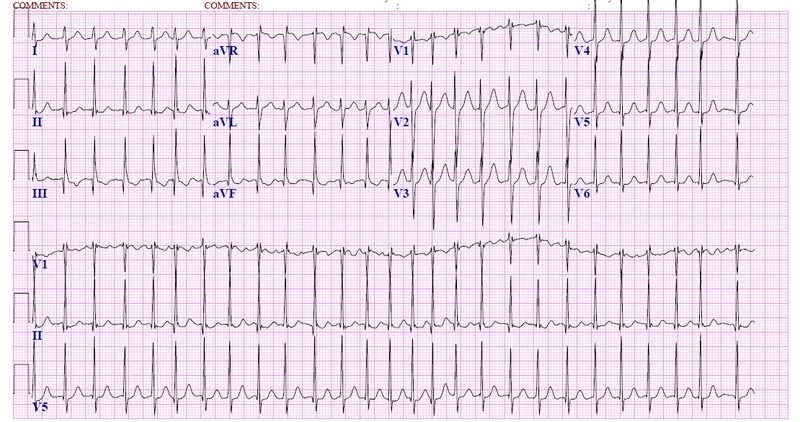 COMMENTS: COMMENTS: : :
I aVR V1 V4
II aVL V2 V5
III aVF V3 V6
V1
II
V5